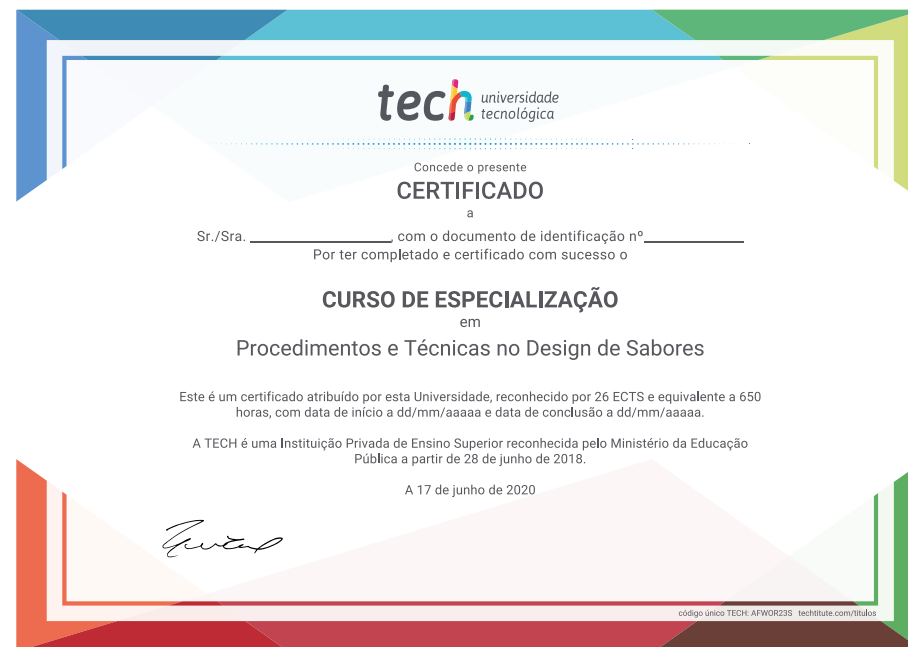 tech universidade
tecnológica
Concede o presente
CERTIFICADO
a
Sr./Sra. ________________, com o documento de identificação nº____________
Por ter completado e certificado com sucesso o
CURSO DE ESPECIALIZAÇÃO
em
Procedimentos e Técnicas no Design de Sabores
Este é um certificado atribuído por esta Universidade, reconhecido por 26 ECTS e equivalente a 650
horas, com data de início a dd/mm/aaaaa e data de conclusão a dd/mm/aaaaa.
A TECH é uma Instituição Privada de Ensino Superior reconhecida pelo Ministério da Educação
Pública a partir de 28 de junho de 2018.
A 17 de junho de 2020
código único TECH: AFWOR23S techtitute.com/titulos